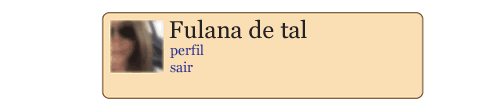 Fulana de tal
perfil
sair